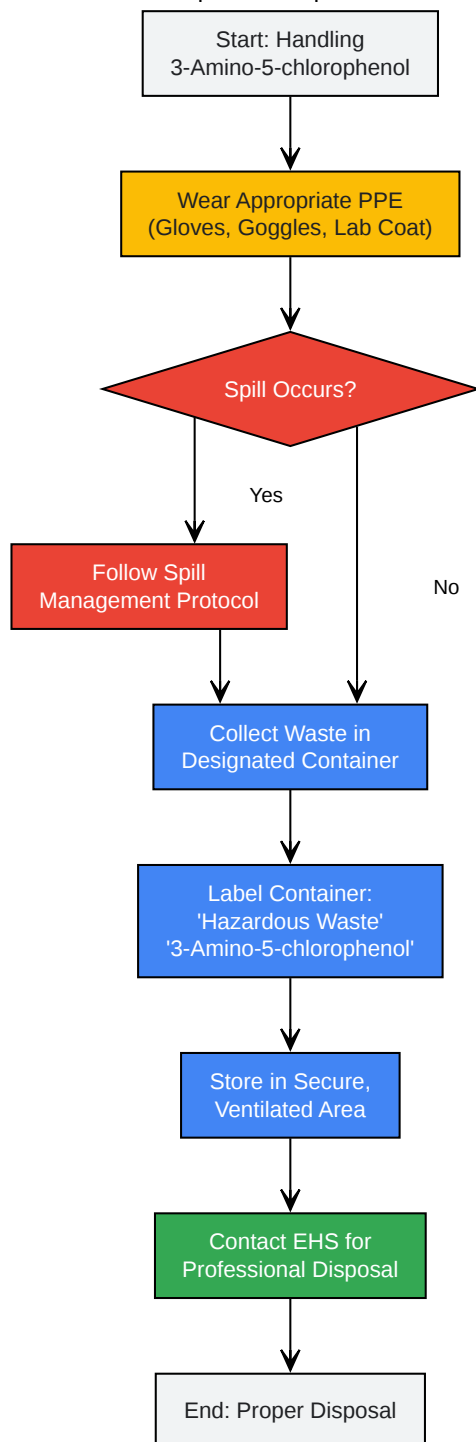 Start: Handling
3-Amino-5-chlorophenol
Wear Appropriate PPE
(Gloves, Goggles, Lab Coat)
Spill Occurs?
Yes
Follow Spill
Management Protocol
No
Collect Waste in
Designated Container
Label Container:
'Hazardous Waste'
'3-Amino-5-chlorophenol'
Store in Secure,
Ventilated Area
Contact EHS for
Professional Disposal
End: Proper Disposal